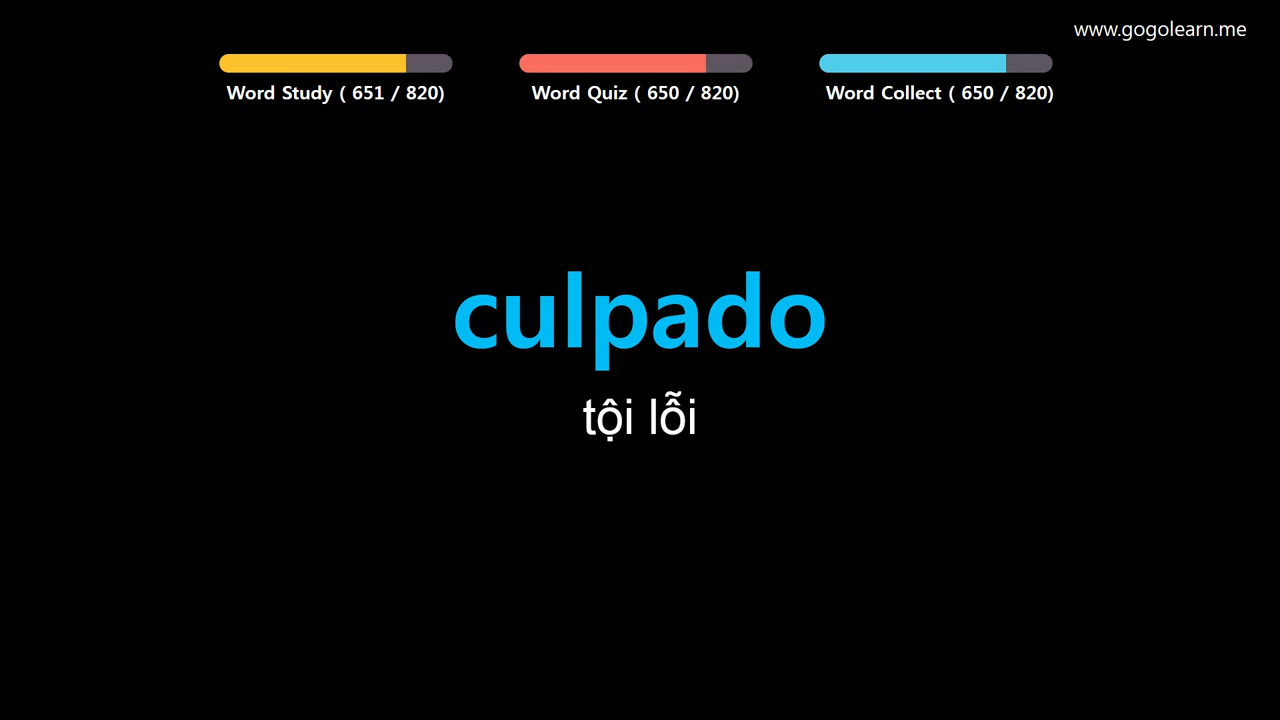 www.gogolearn.me
Word Study ( 651 / 820)
Word Quiz ( 650 / 820)
Word Collect ( 650 / 820)
culpado
tội lỗi